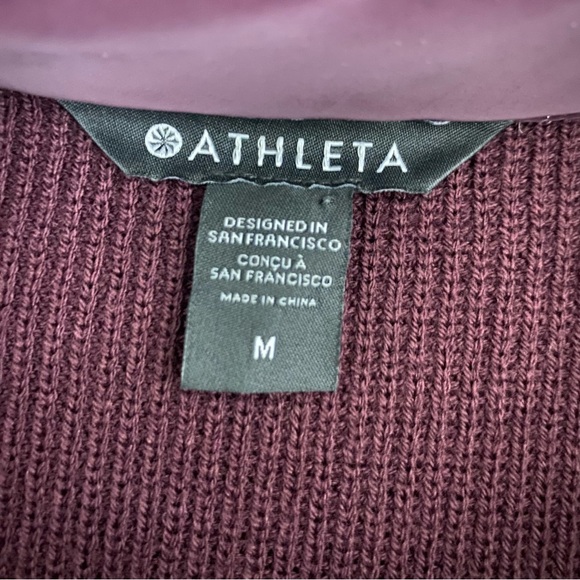 ATHLETA
DESIGNED IN
SAN FRANCISCO
CONÇU À
SAN FRANCISCO
MADE IN CHINA
M